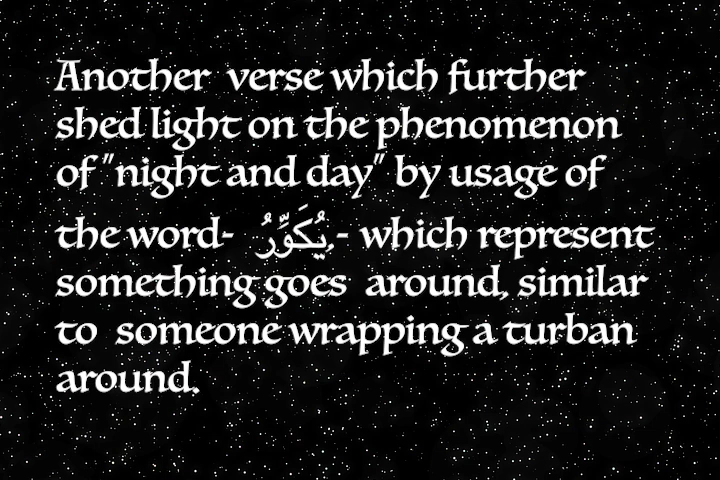 Another verse which further
shed light on the phenomenon
of "night and day" by usage of
the word- يُكَوِّرُ,- which represent
something goes around, similar
to someone wrapping a turban
around.